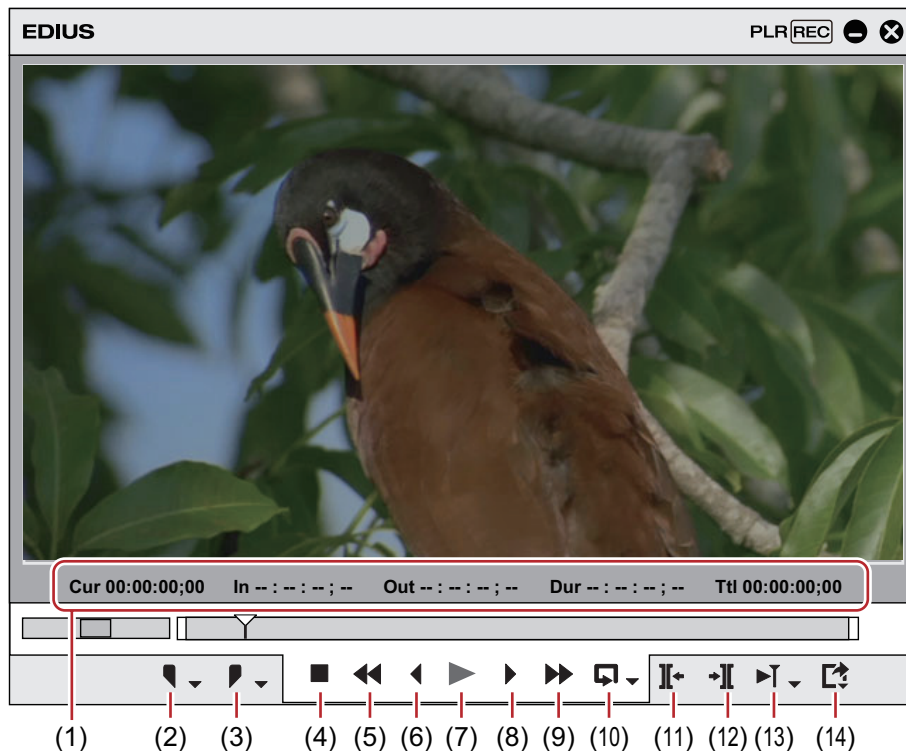 EDIUS PLR REC
Cur 00:00:00;00 In -- : -- : -- ; -- Out -- : -- : -- ; -- Dur -- : -- : -- ; -- Ttl 00:00:00;00
(1) (2) (3) (4) (5) (6) (7) (8) (9) (10) (11) (12) (13) (14)